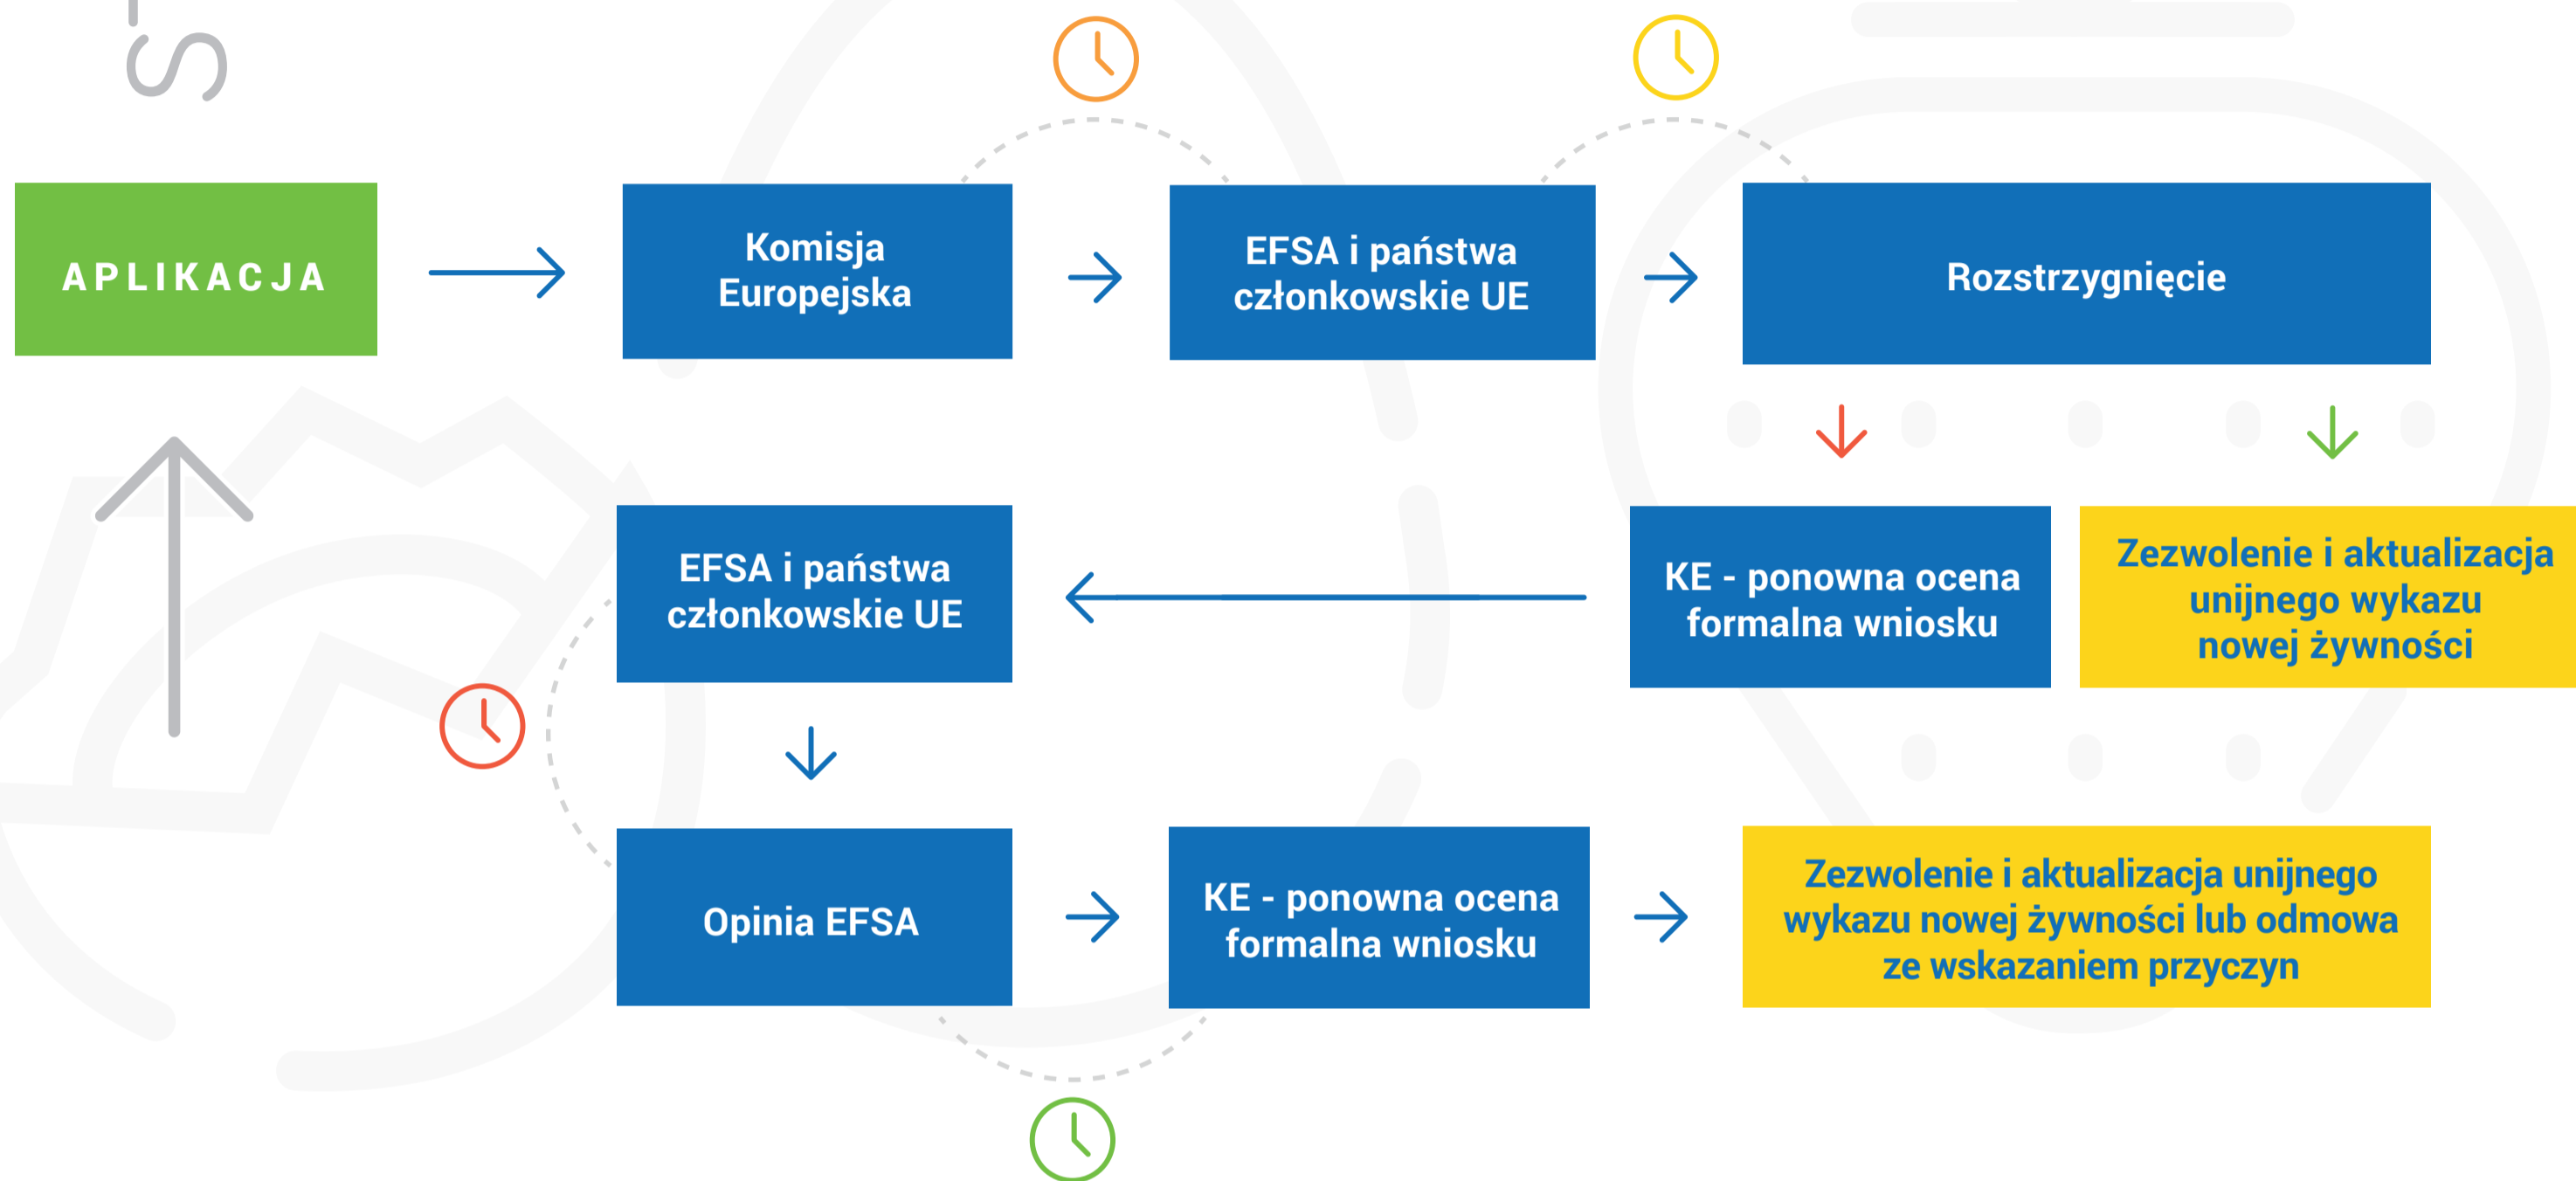 APLIKACJA
Komisja
Europejska
EFSA i państwa
członkowskie UE
Rozstrzygnięcie
EFSA i państwa
członkowskie UE
KE - ponowna ocena
formalna wniosku
Zezwolenie i aktualizacja
unijnego wykazu
nowej żywności
Opinia EFSA
KE - ponowna ocena
formalna wniosku
Zezwolenie i aktualizacja unijnego
wykazu nowej żywności lub odmowa
ze wskazaniem przyczyn